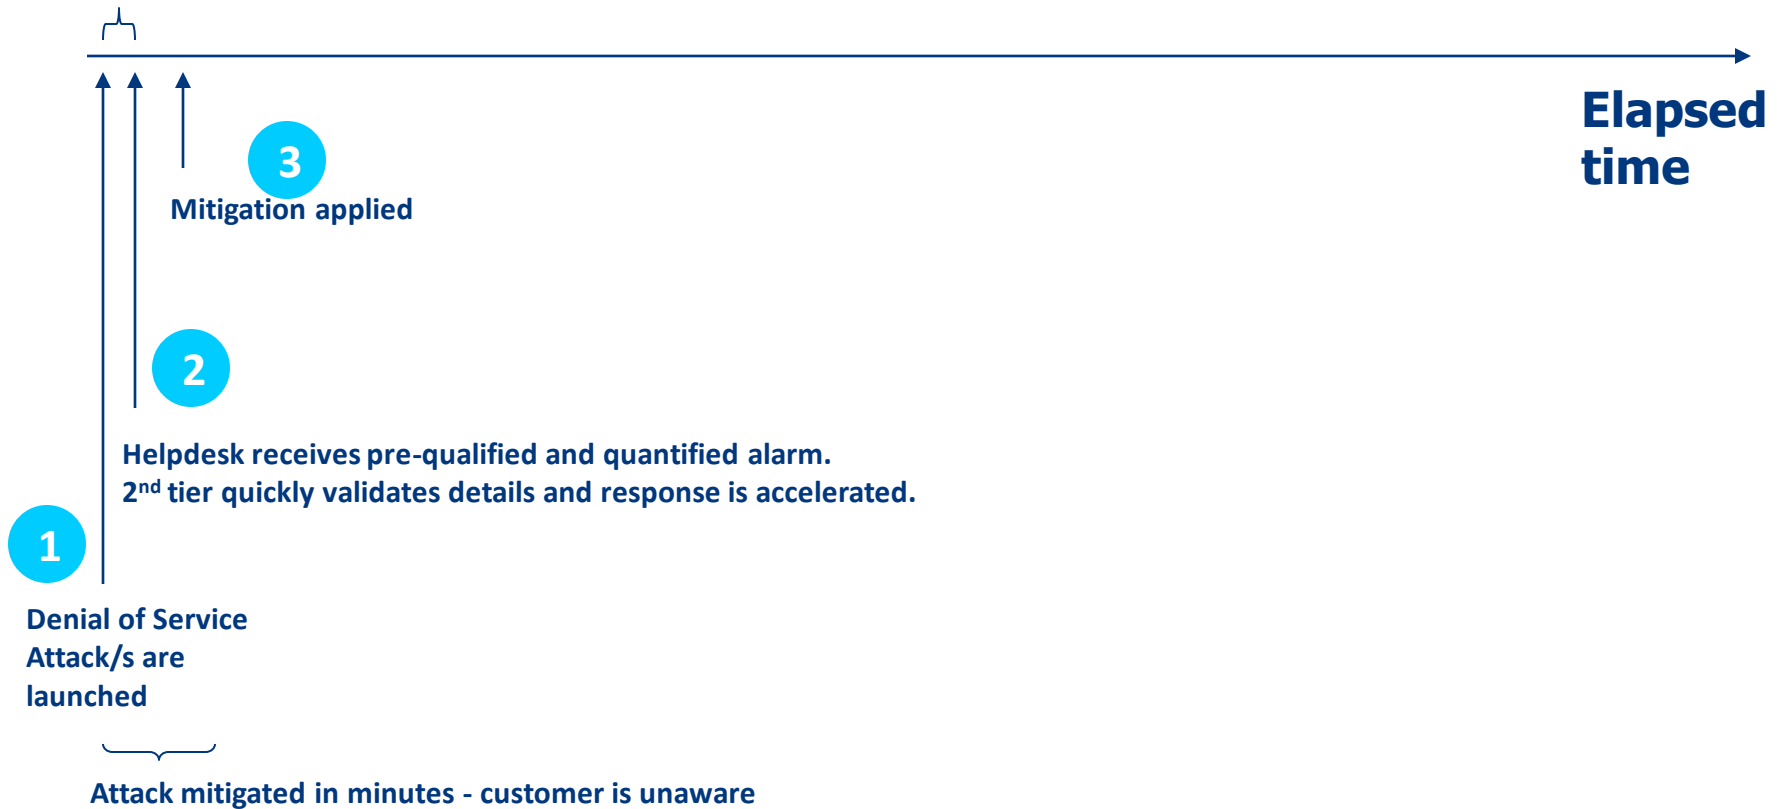 Elapsed
time
3
Mitigation applied
2
Helpdesk receives pre-qualified and quantified alarm.
2nd tier quickly validates details and response is accelerated.
1
Denial of Service
Attack/s are
launched
Attack mitigated in minutes - customer is unaware